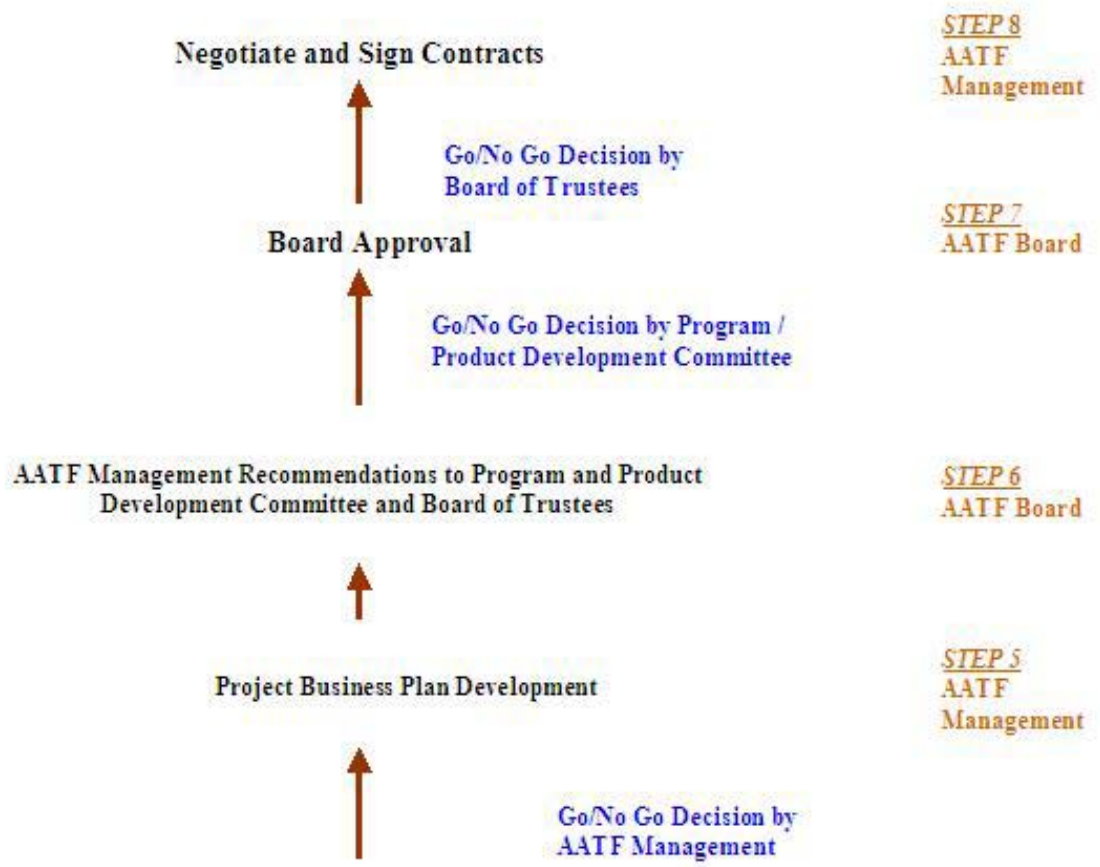 Negotiate and Sign Contracts
STEP 8
AATF
Management
Go/No Go Decision by
Board of Trustees
Board Approval
STEP 7
AATF Board
Go/No Go Decision by Program /
Product Development Committee
AATF Management Recommendations to Program and Product
Development Committee and Board of Trustees
STEP 6
AATF Board
Project Business Plan Development
STEP 5
AATF
Management
Go/No Go Decision by
AATF Management